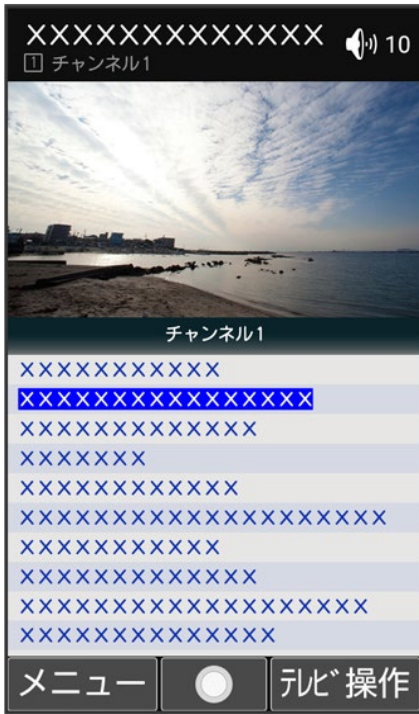 XXXXXXXXXXXXX
10
1 チャンネル1
チャンネル1
XXXXXXXXXXX
XXXXXXXXXXXXXXXX
XXXXXXXXXXXXX
XXXXXXX
XXXXXXXXXXXX
XXXXXXXXXXXXXXXXXXXX
XXXXXXXXXXX
XXXXXXXXXXXXX
XXXXXXXXXXXXXXXXXXX
XXXXXXXXXXXXXX
メニュー
テレビ操作